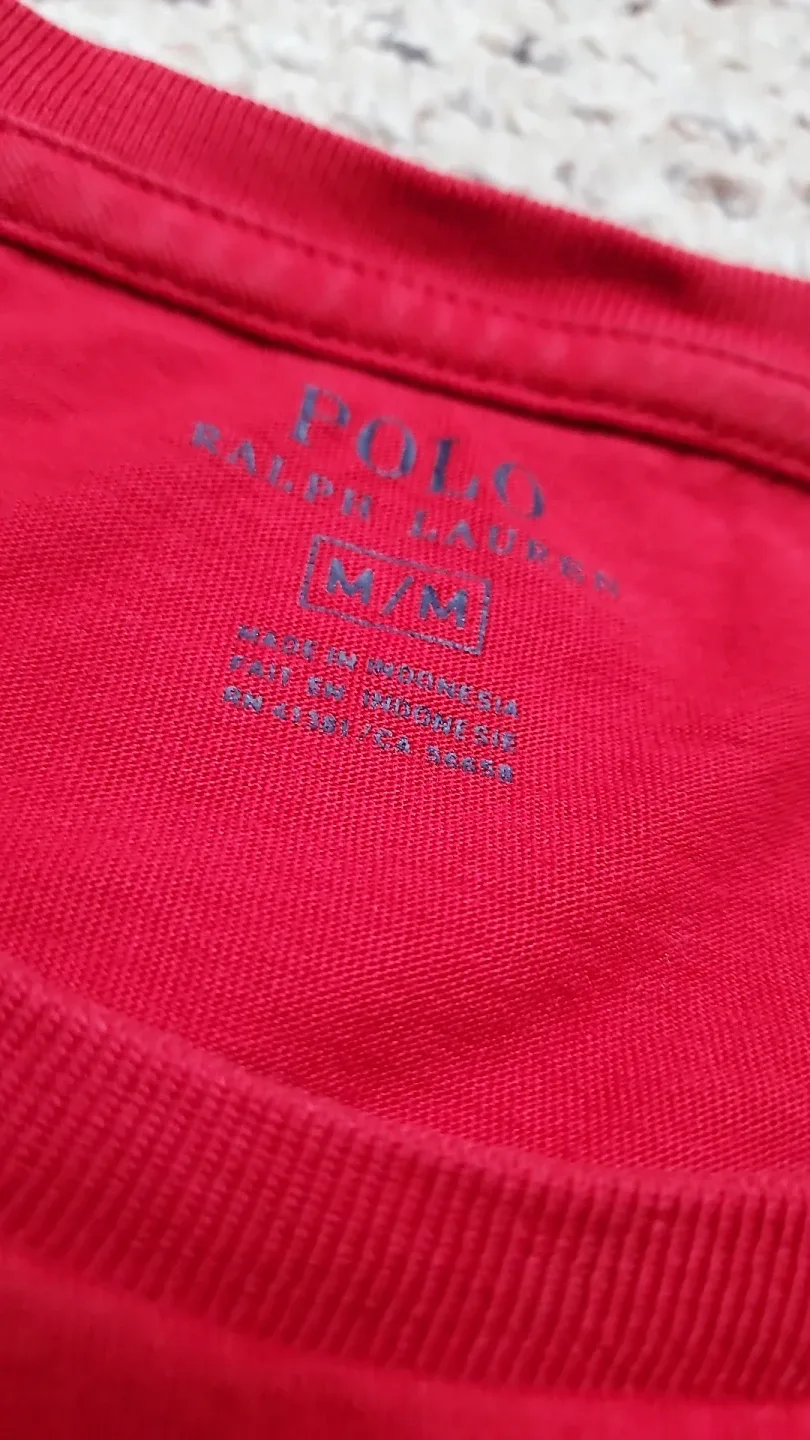 POLO
RALPH LAUREN
M/M
MADE IN INDONESIA
FAIT EN INDONESIE
RN 41381 / CA 56658